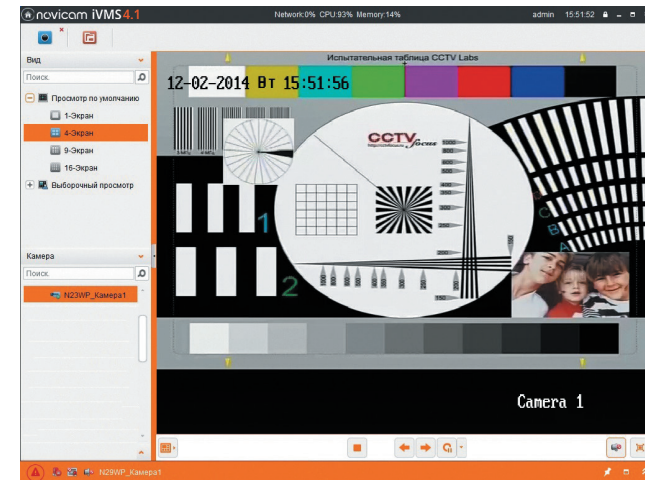 novicam iVMS4.1 Network:0% CPU:93% Memory:14% admin 15:51:52
Вид
Поиск.
Просмотр по умолчанию
1-Экран
4-Экран
9-Экран
16-Экран
Выборочный просмотр
Камера
Поиск.
N23WP_Камера1
Испытательная таблица CCTV Labs
12-02-2014 Вт 15:51:56
CCTV focus
1
2
C
B
A
Camera 1
N29WP_Камера1